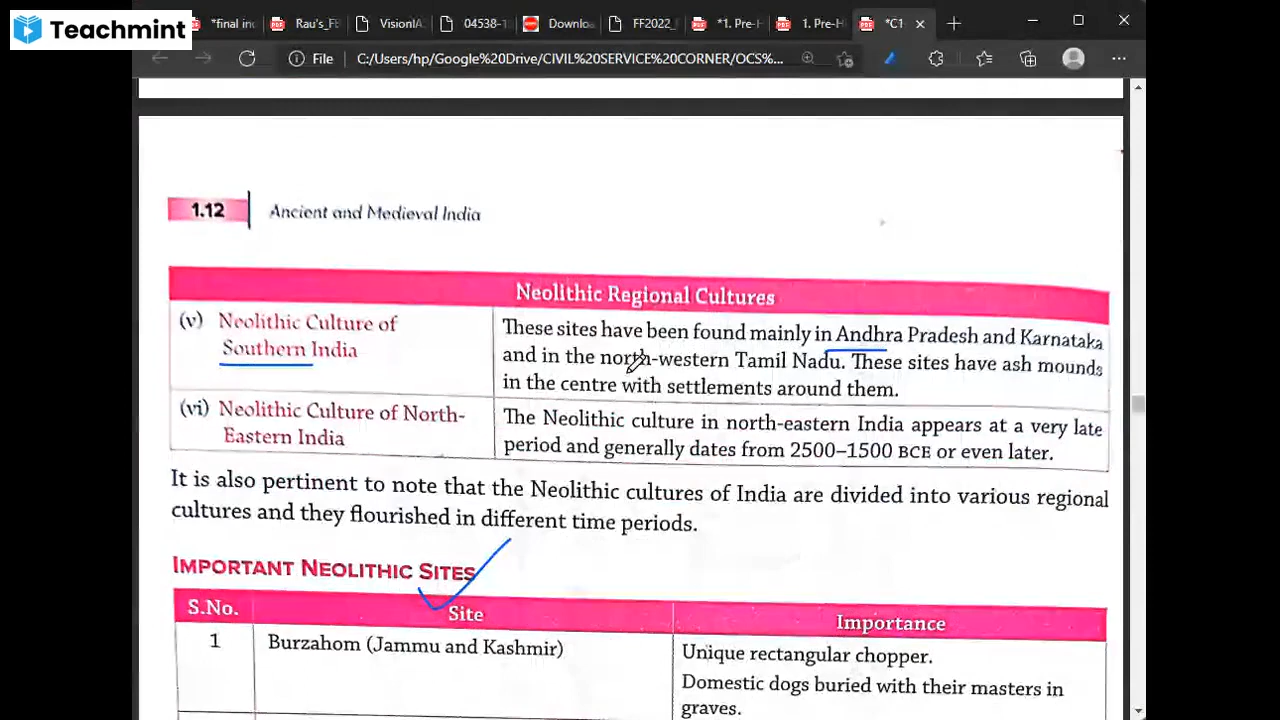 Teachmint
*final in
Rau's_F
VisionIA
04538-1
Downlo
FF2022_
*1. Pre-H
1. Pre-H
*C1
File
C:/Users/hp/Google%20Drive/CIVIL%20SERVICE%20CORNER/OCS%...
1.12
Ancient and Medieval India
Neolithic Regional Cultures
(v) Neolithic Culture of
Southern India
These sites have been found mainly in Andhra Pradesh and Karnataka
and in the north-western Tamil Nadu. These sites have ash mounds
in the centre with settlements around them.
(vi) Neolithic Culture of North-
Eastern India
The Neolithic culture in north-eastern India appears at a very late
period and generally dates from 2500–1500 BCE or even later.
It is also pertinent to note that the Neolithic cultures of India are divided into various regional
cultures and they flourished in different time periods.
IMPORTANT NEOLITHIC SITES
S.No. Site Importance
1 Burzahom (Jammu and Kashmir) Unique rectangular chopper.
Domestic dogs buried with their masters in
graves.